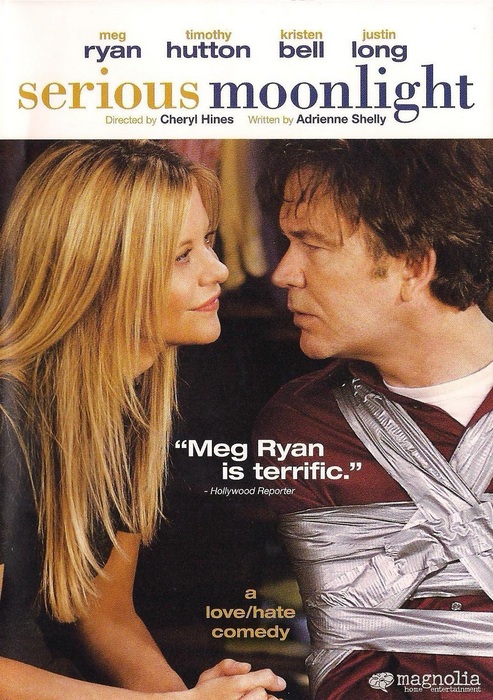 meg ryan timothy hutton kristen bell justin long
serious moonlight
Directed by Cheryl Hines Written by Adrienne Shelly
“Meg Ryan
is terrific.”
- Hollywood Reporter
a
love/hate
comedy
magnolia
home entertainment